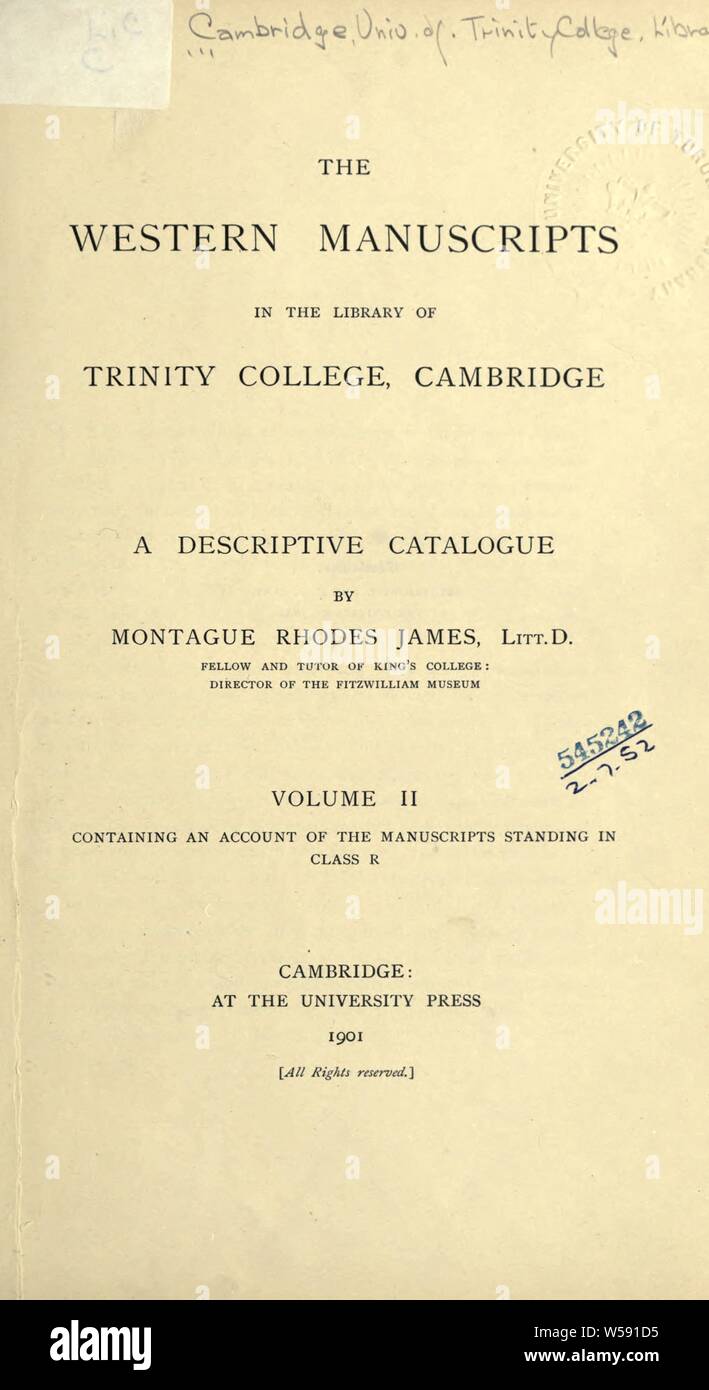 Cambridge, Univ. of. Trinity College. Libra
THE
WESTERN MANUSCRIPTS
IN THE LIBRARY OF
TRINITY COLLEGE, CAMBRIDGE
A DESCRIPTIVE CATALOGUE
BY
MONTAGUE RHODES JAMES, LITT.D.
FELLOW AND TUTOR OF KING'S COLLEGE:
DIRECTOR OF THE FITZWILLIAM MUSEUM
545242
2-7-52
VOLUME II
CONTAINING AN ACCOUNT OF THE MANUSCRIPTS STANDING IN
CLASS R
CAMBRIDGE:
AT THE UNIVERSITY PRESS
1901
[All Rights reserved.]
alamy
Image ID: W591D5
www.alamy.com